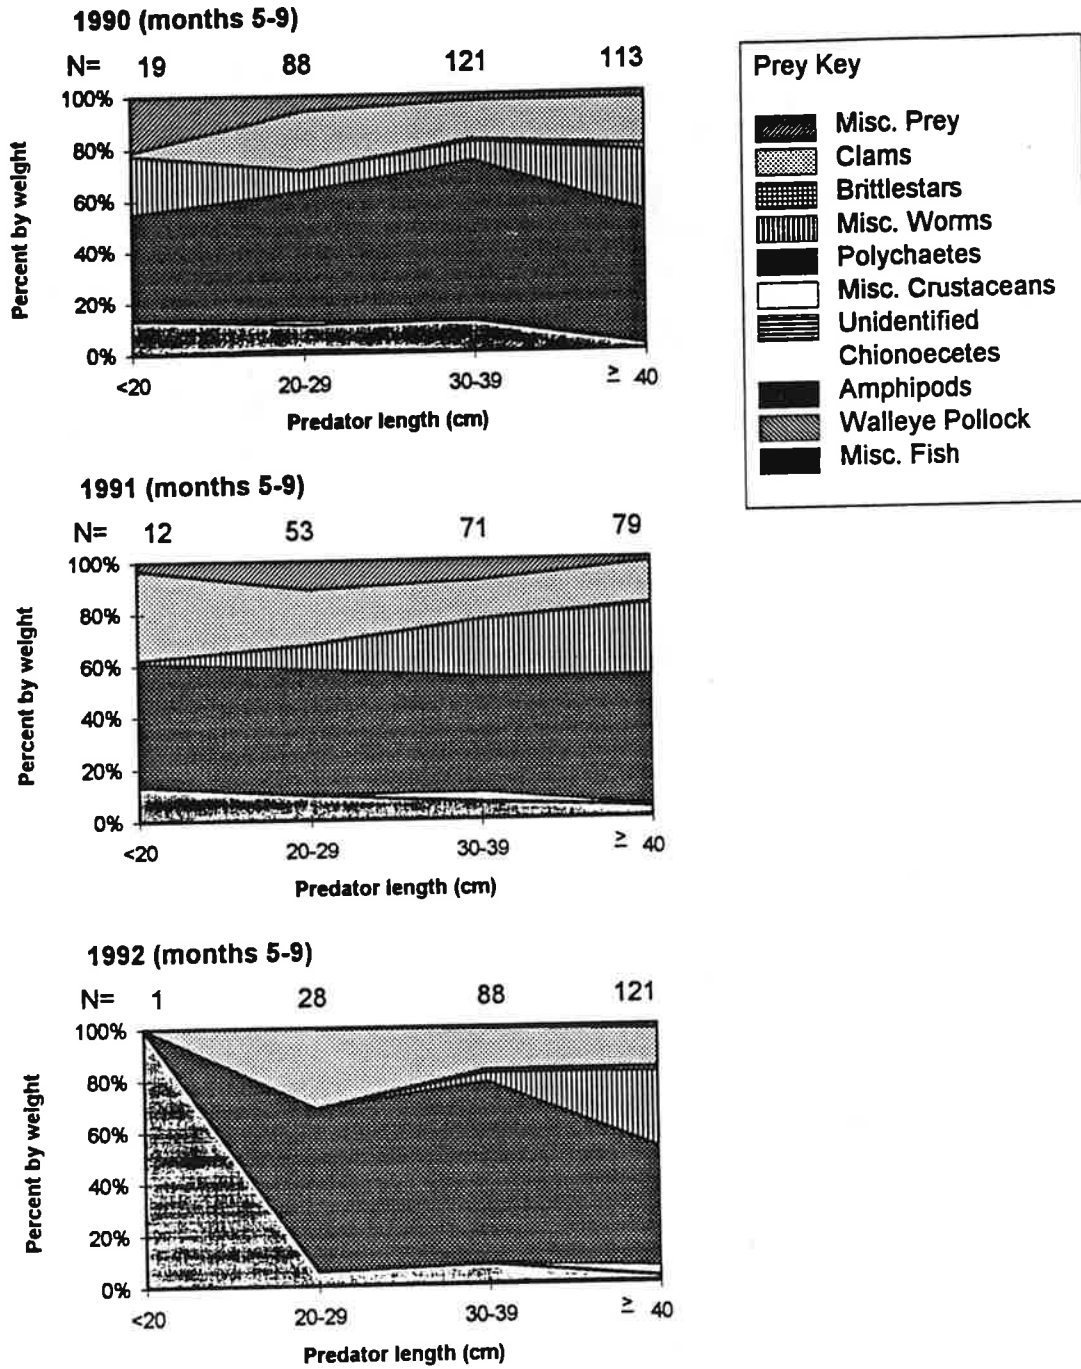 1990 (months 5-9)
N= 19 88 121 113
Percent by weight
100%
80%
60%
40%
20%
0%
<20 20-29 30-39 ≥ 40
Predator length (cm)
Prey Key
Misc. Prey
Clams
Brittlestars
Misc. Worms
Polychaetes
Misc. Crustaceans
Unidentified
Chionoecetes
Amphipods
Walleye Pollock
Misc. Fish
1991 (months 5-9)
N= 12 53 71 79
Percent by weight
100%
80%
60%
40%
20%
0%
<20 20-29 30-39 ≥ 40
Predator length (cm)
1992 (months 5-9)
N= 1 28 88 121
Percent by weight
100%
80%
60%
40%
20%
0%
<20 20-29 30-39 ≥ 40
Predator length (cm)